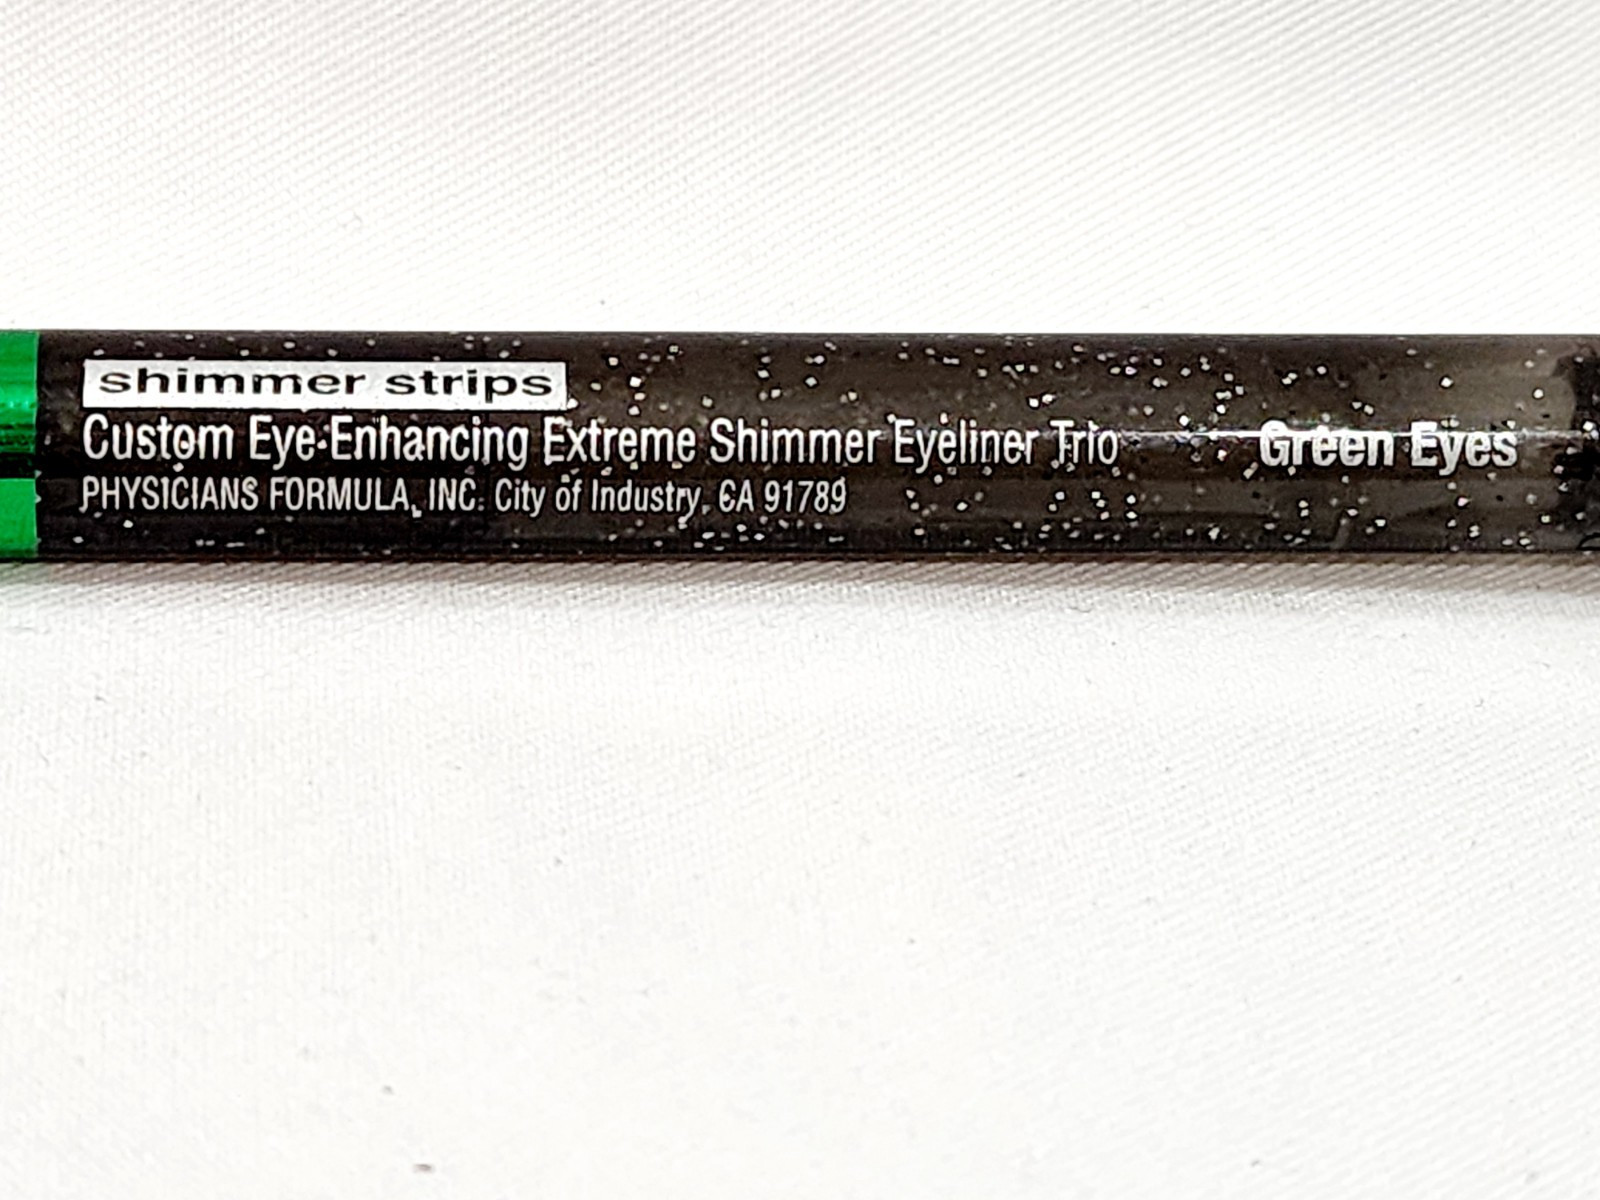 shimmer strips
Custom Eye-Enhancing Extreme Shimmer Eyeliner Trio Green Eyes
PHYSICIANS FORMULA, INC. City of Industry, CA 91789